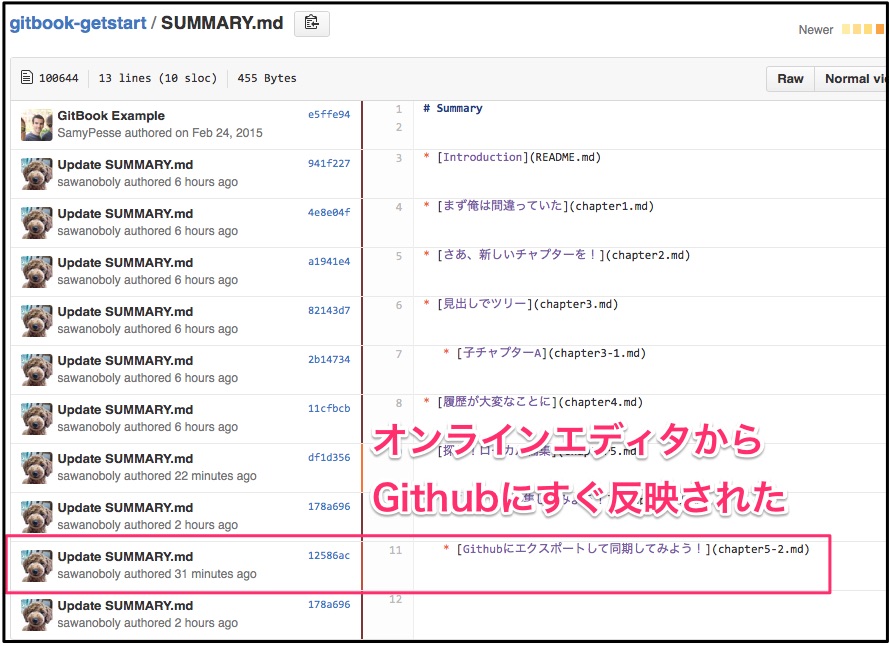 gitbook-getstart / SUMMARY.md
Newer
100644 13 lines (10 sloc) 455 Bytes
Raw Normal
GitBook Example e5ffe94
SamyPesse authored on Feb 24, 2015
1 # Summary
2
Update SUMMARY.md 941f227
sawanoboly authored 6 hours ago
3 * [Introduction](README.md)
Update SUMMARY.md 4e8e04f
sawanoboly authored 6 hours ago
4 * [まず俺は間違っていた](chapter1.md)
Update SUMMARY.md a1941e4
sawanoboly authored 6 hours ago
5 * [さあ、新しいチャプターを！](chapter2.md)
Update SUMMARY.md 82143d7
sawanoboly authored 6 hours ago
6 * [見出しでツリー](chapter3.md)
Update SUMMARY.md 2b14734
sawanoboly authored 6 hours ago
7 * [子チャプターA](chapter3-1.md)
Update SUMMARY.md 11cfbcb
sawanoboly authored 6 hours ago
8 * [履歴が大変なことに](chapter4.md)
オンラインエディタから
Githubにすぐ反映された
Update SUMMARY.md df1d356
sawanoboly authored 22 minutes ago
Update SUMMARY.md 178a696
sawanoboly authored 2 hours ago
Update SUMMARY.md 12586ac
sawanoboly authored 31 minutes ago
11 * [Githubにエクスポートして同期してみよう！](chapter5-2.md)
Update SUMMARY.md 178a696
sawanoboly authored 2 hours ago
12